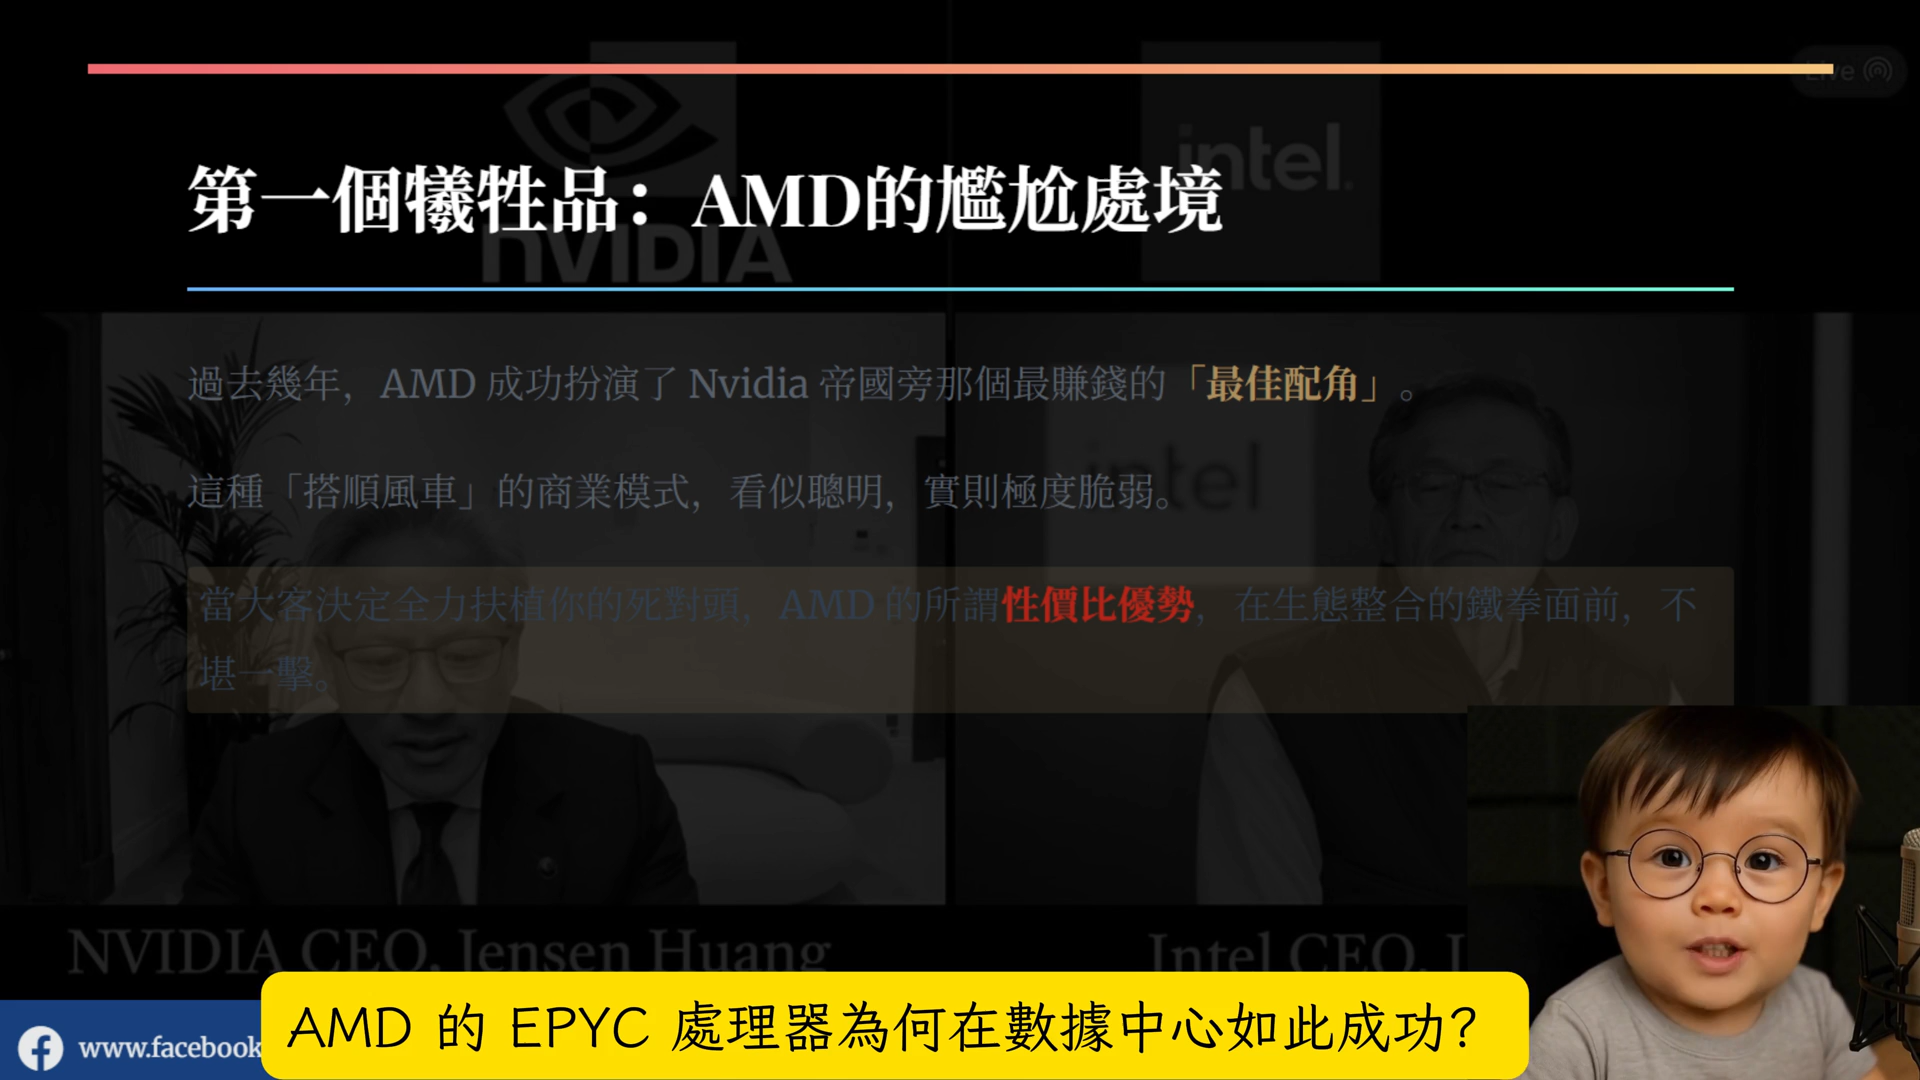 Live
nVIDIA
intel.
第一個犧牲品：AMD的尷尬處境
過去幾年，AMD 成功扮演了 Nvidia 帝國旁那個最賺錢的「最佳配角」。
intel
這種「搭順風車」的商業模式，看似聰明，實則極度脆弱。
當大客決定全力扶植你的死對頭，AMD 的所謂性價比優勢，在生態整合的鐵拳面前，不
堪一擊。
NVIDIA CEO, Jensen Huang
Intel CEO,
www.facebook
AMD 的 EPYC 處理器為何在數據中心如此成功?